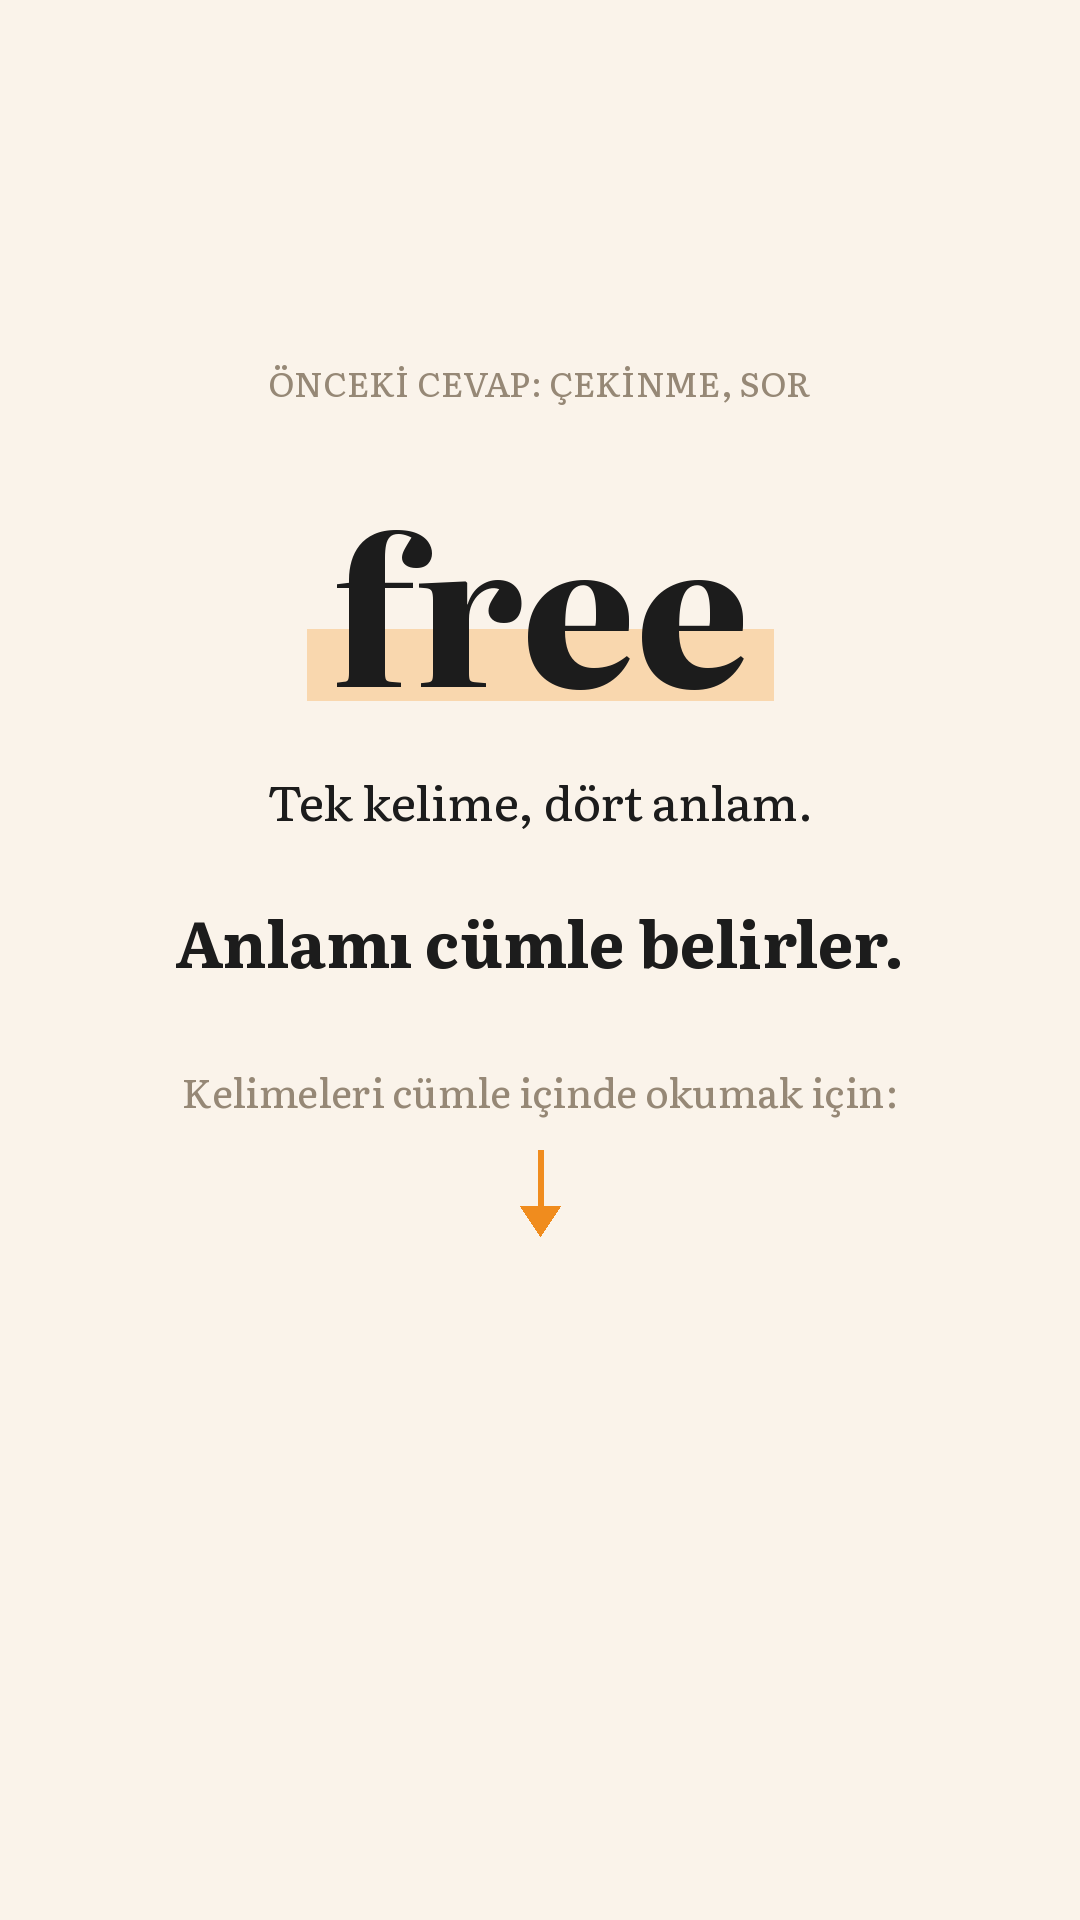 ÖNCEKİ CEVAP: ÇEKİNME, SOR
free
Tek kelime, dört anlam.
Anlamı cümle belirler.
Kelimeleri cümle içinde okumak için: